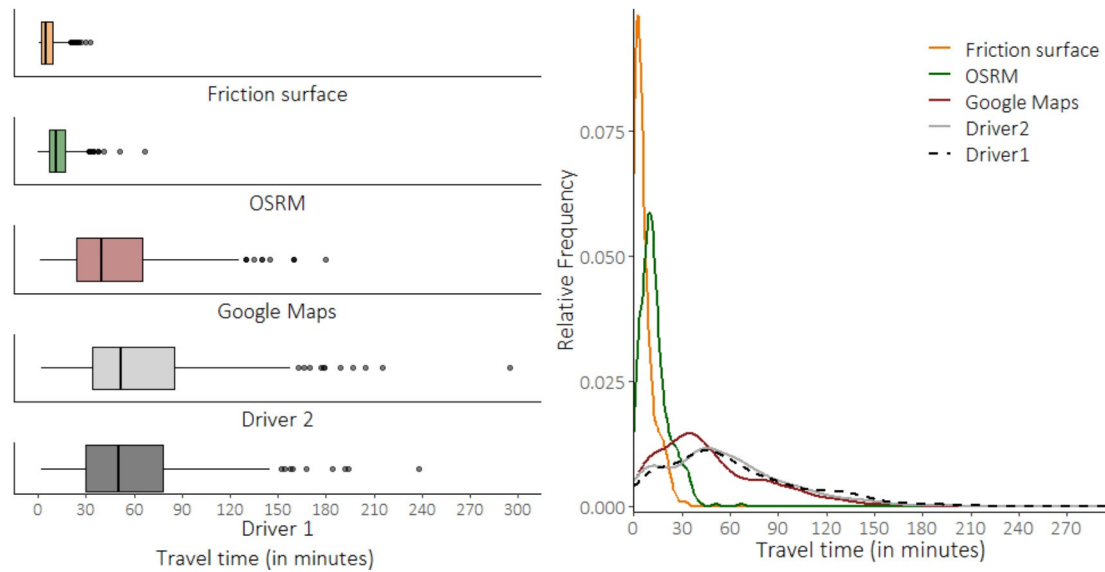 Friction surface
OSRM
Google Maps
Driver 2
0 30 60 90 120 150 180 210 240 270 300
Driver 1
Travel time (in minutes)
Friction surface
OSRM
Google Maps
Driver2
Driver1
Relative Frequency
0.075
0.050
0.025
0.000
0 30 60 90 120 150 180 210 240 270
Travel time (in minutes)